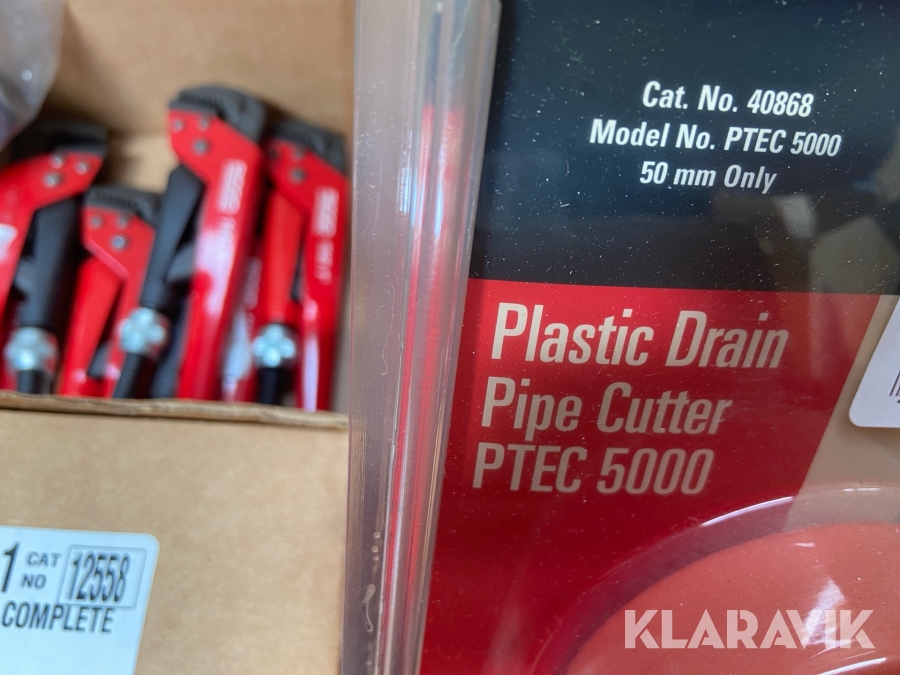 Cat. No. 40868
Model No. PTEC 5000
50 mm Only
Plastic Drain
Pipe Cutter
PTEC 5000
1 CAT NO 12558
COMPLETE
KLARAVIK